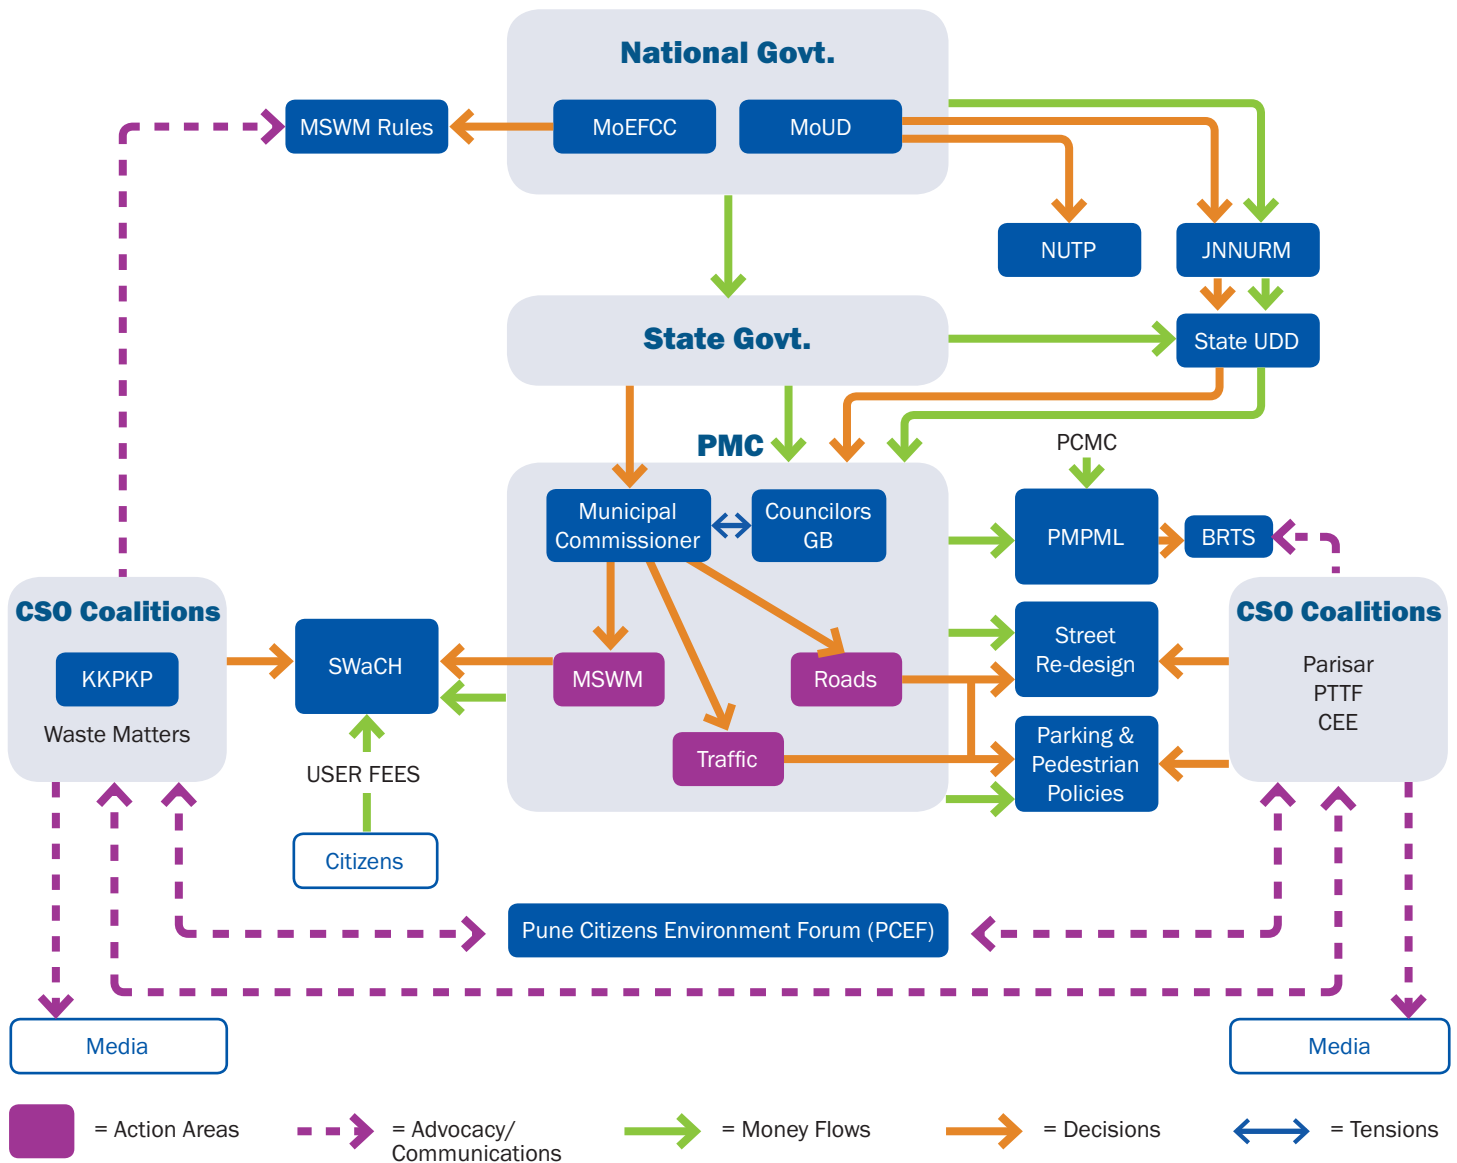 National Govt.
MSWM Rules
MoEFCC
MoUD
NUTP
JNNURM
State Govt.
State UDD
PMC
PCMC
Municipal
Commissioner
Councilors
GB
PMPML
BRTS
CSO Coalitions
KKPKP
Waste Matters
SWaCH
MSWM
Roads
Traffic
Street
Re-design
Parking &
Pedestrian
Policies
CSO Coalitions
Parisar
PTTF
CEE
USER FEES
Citizens
Pune Citizens Environment Forum (PCEF)
Media
Media
= Action Areas
= Advocacy/
Communications
= Money Flows
= Decisions
= Tensions